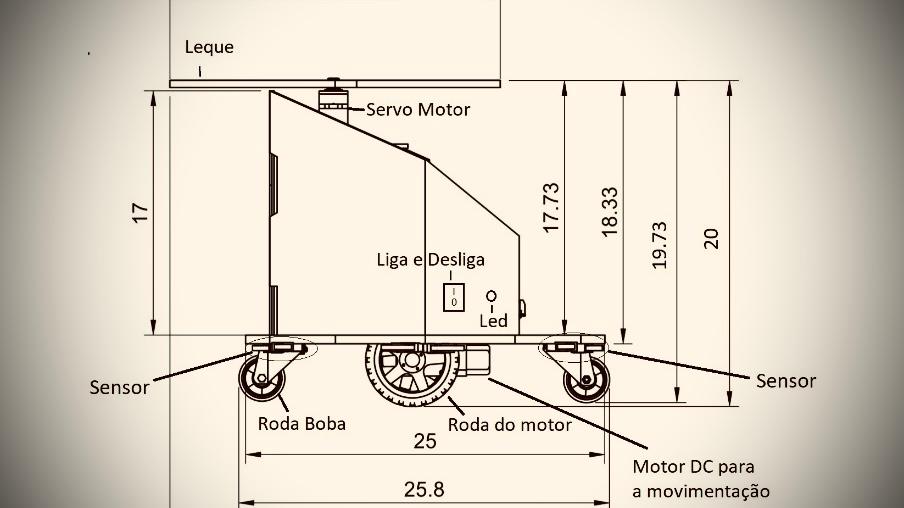 Leque
Servo Motor
17
17.73
18.33
19.73
20
Liga e Desliga
I
0
Led
Sensor
Sensor
Roda Boba
Roda do motor
25
Motor DC para
a movimentação
25.8